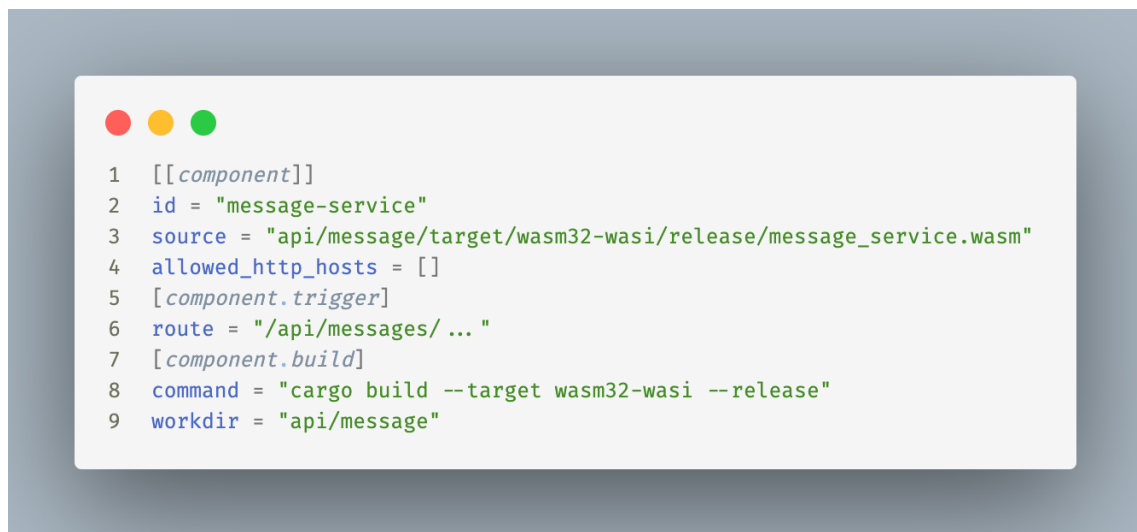 1 [[component]]
2 id = "message-service"
3 source = "api/message/target/wasm32-wasi/release/message_service.wasm"
4 allowed_http_hosts = []
5 [component.trigger]
6 route = "/api/messages/..."
7 [component.build]
8 command = "cargo build --target wasm32-wasi --release"
9 workdir = "api/message"